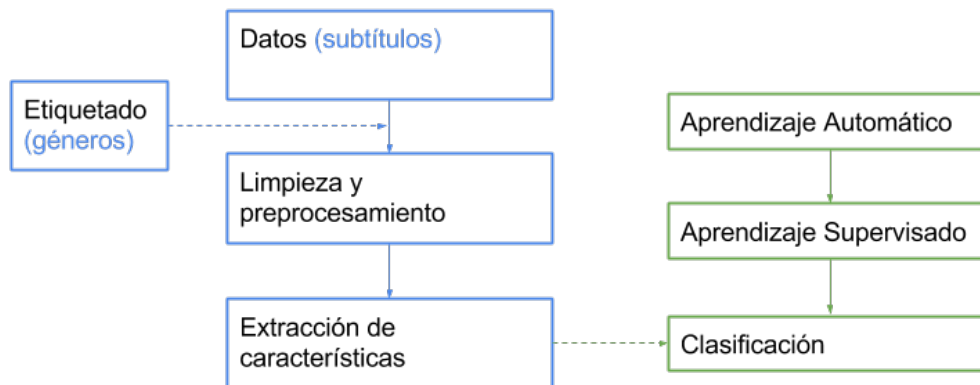 Datos (subtítulos)
Etiquetado
(géneros)
Limpieza y
preprocesamiento
Extracción de
características
Aprendizaje Automático
Aprendizaje Supervisado
Clasificación